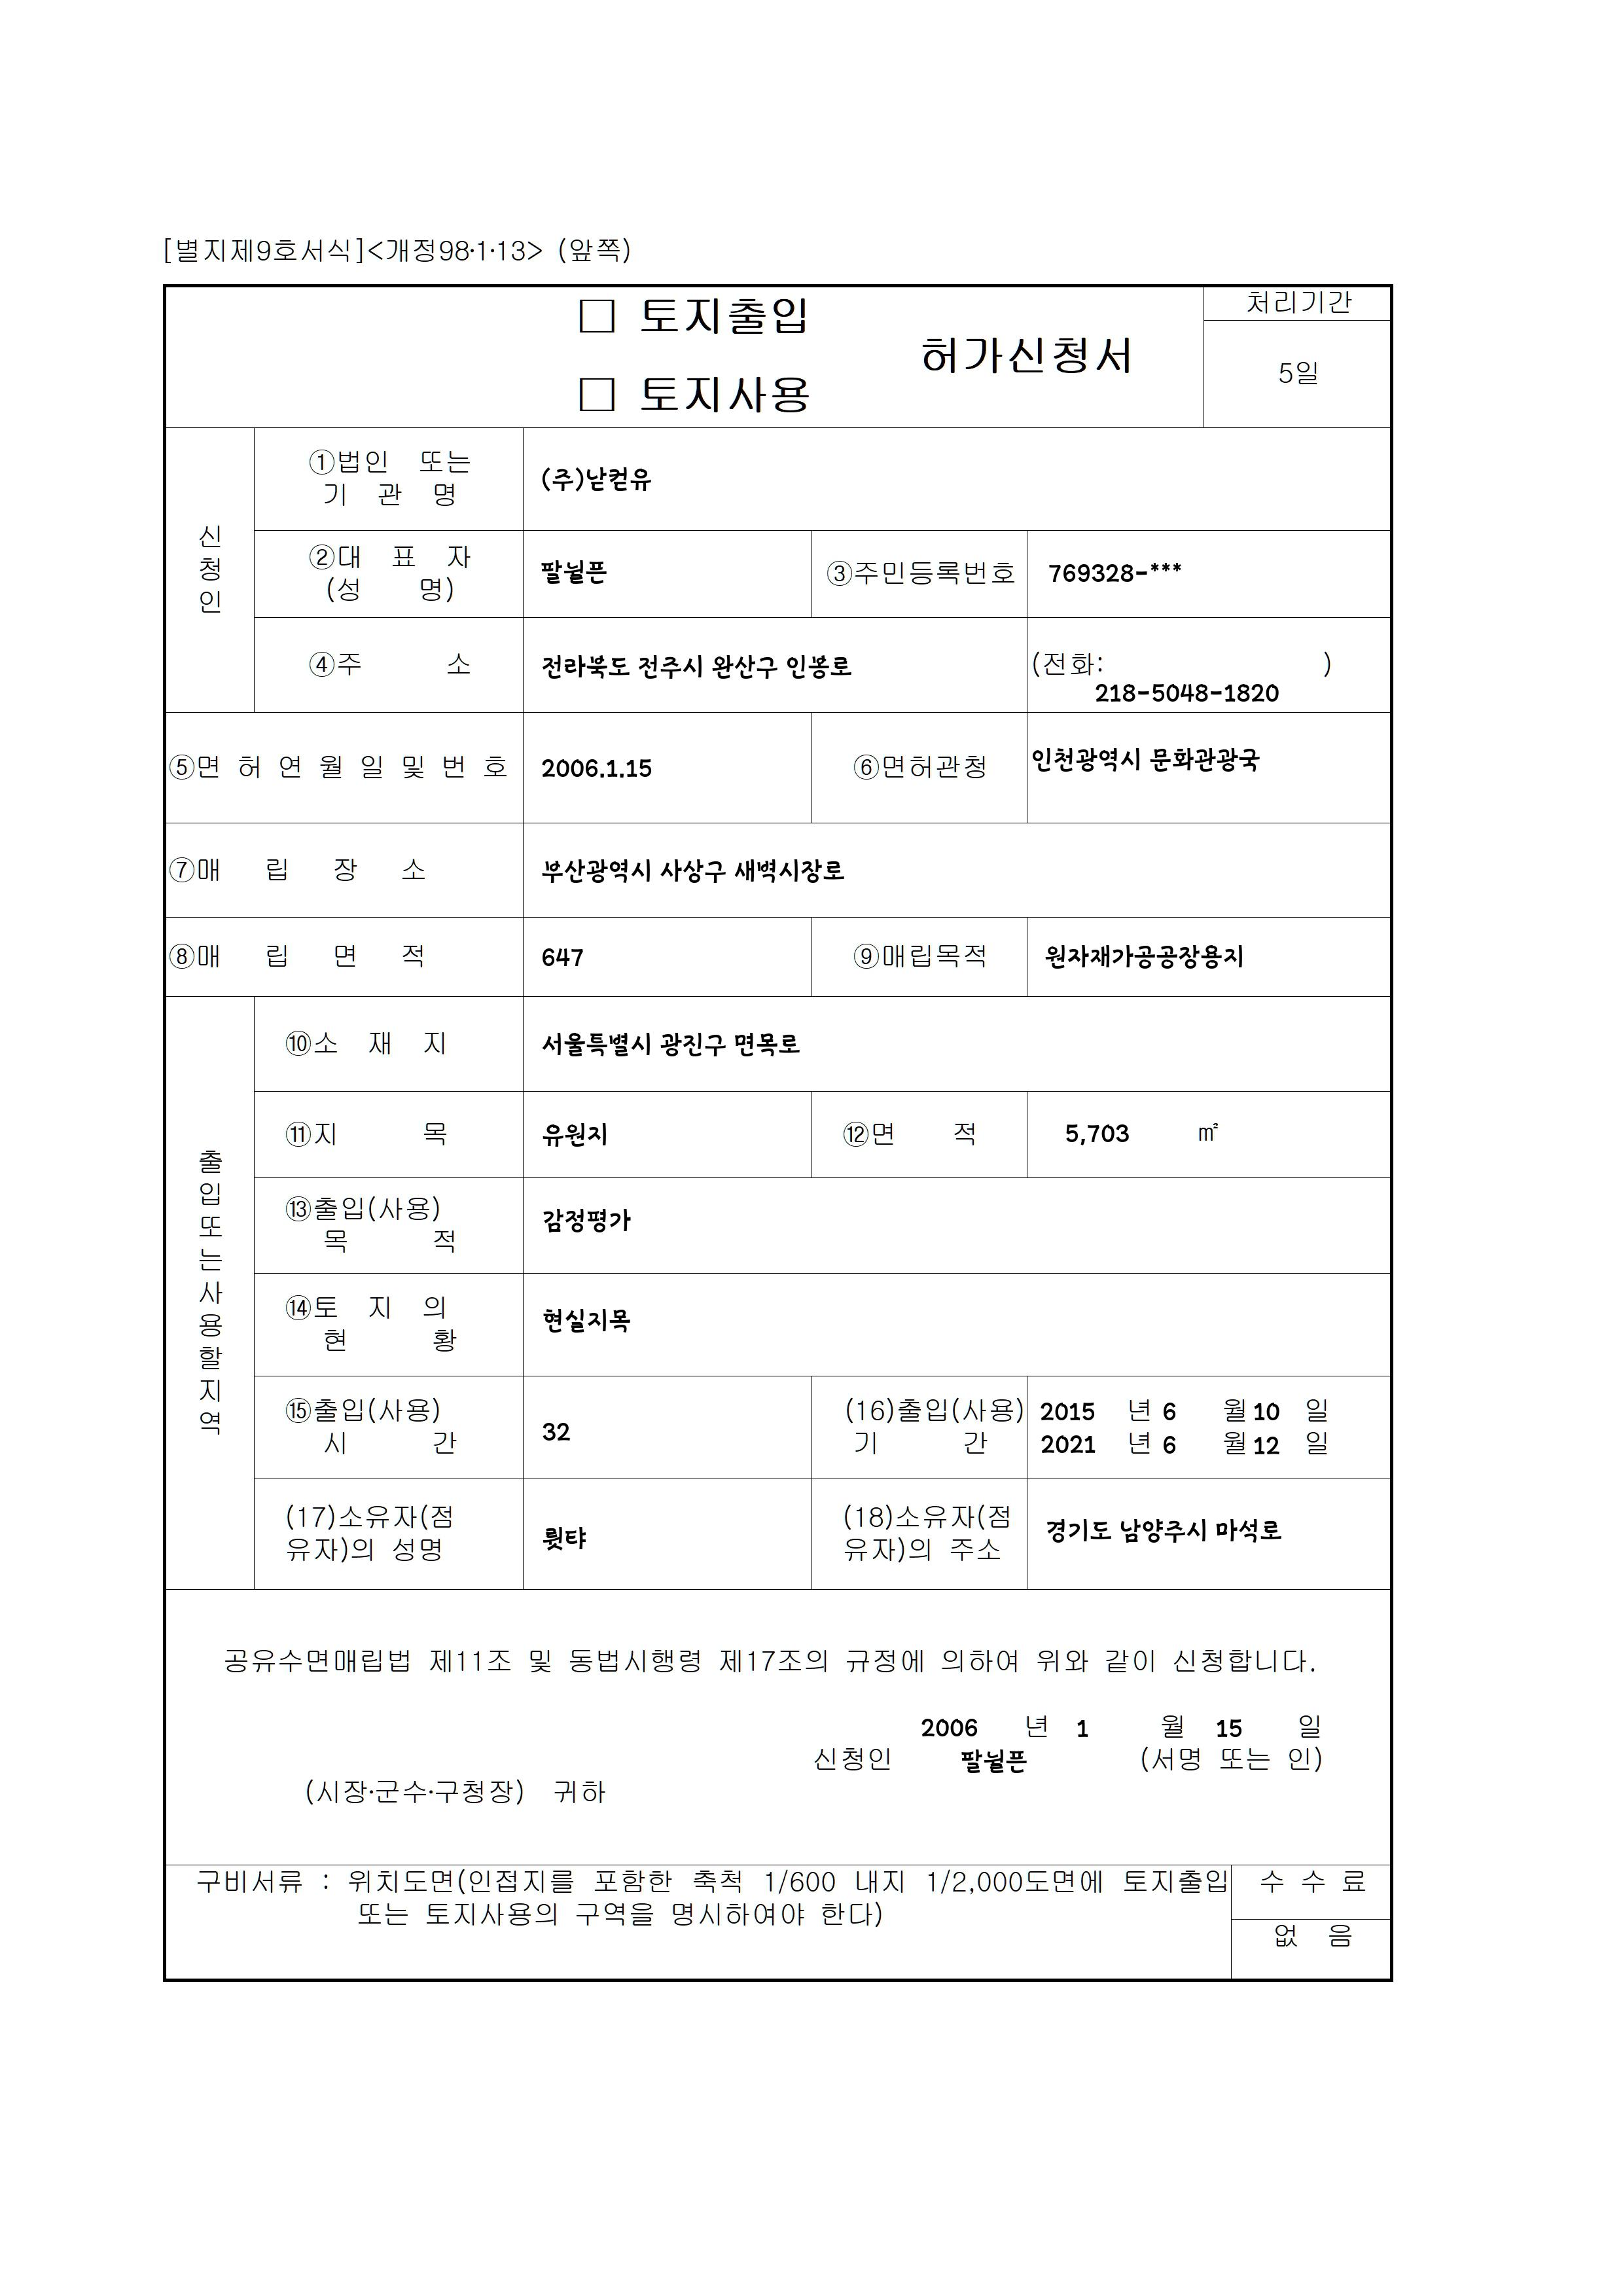 [별지제9호서식]<개정98·1·13> (앞쪽)
□ 토지출입
허가신청서
□ 토지사용
처리기간
5일
신청인
①법인 또는
기 관 명
(주)낟컫유
②대 표 자
(성 명)
팔뉠픈
③주민등록번호
769328-***
④주 소
전라북도 전주시 완산구 인봉로
(전화: )
218-5048-1820
⑤면 허 연 월 일 및 번 호
2006.1.15
⑥면허관청
인천광역시 문화관광국
⑦매 립 장 소
부산광역시 사상구 새벽시장로
⑧매 립 면 적
647
⑨매립목적
원자재가공공장용지
출입또는사용할지역
⑩소 재 지
서울특별시 광진구 면목로
⑪지 목
유원지
⑫면 적
5,703 ㎡
⑬출입(사용)
목 적
감정평가
⑭토 지 의
현 황
현실지목
⑮출입(사용)
시 간
32
(16)출입(사용)
기 간
2015 년 6 월 10 일
2021 년 6 월 12 일
(17)소유자(점
유자)의 성명
뤗탸
(18)소유자(점
유자)의 주소
경기도 남양주시 마석로
공유수면매립법 제11조 및 동법시행령 제17조의 규정에 의하여 위와 같이 신청합니다.
2006 년 1 월 15 일
신청인 팔뉠픈 (서명 또는 인)
(시장·군수·구청장) 귀하
구비서류 : 위치도면(인접지를 포함한 축척 1/600 내지 1/2,000도면에 토지출입
또는 토지사용의 구역을 명시하여야 한다)
수 수 료
없 음